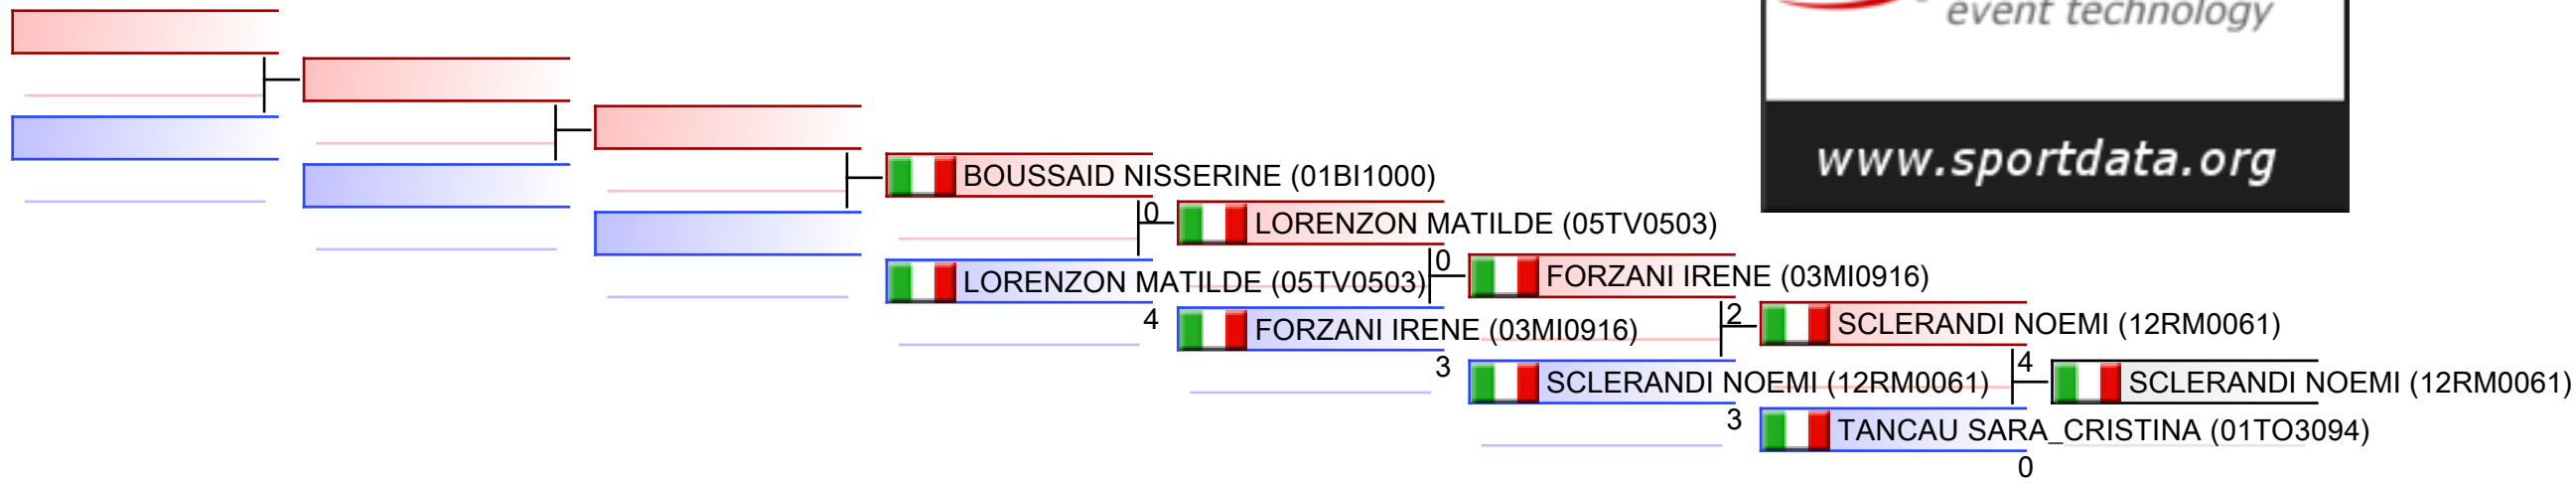 event technology
www.sportdata.org
BOUSSAID NISSERINE (01BI1000)
0
LORENZON MATILDE (05TV0503)
LORENZON MATILDE (05TV0503)
4
0
FORZANI IRENE (03MI0916)
FORZANI IRENE (03MI0916)
3
2
SCLERANDI NOEMI (12RM0061)
SCLERANDI NOEMI (12RM0061)
3
4
SCLERANDI NOEMI (12RM0061)
TANCAU SARA_CRISTINA (01TO3094)
0